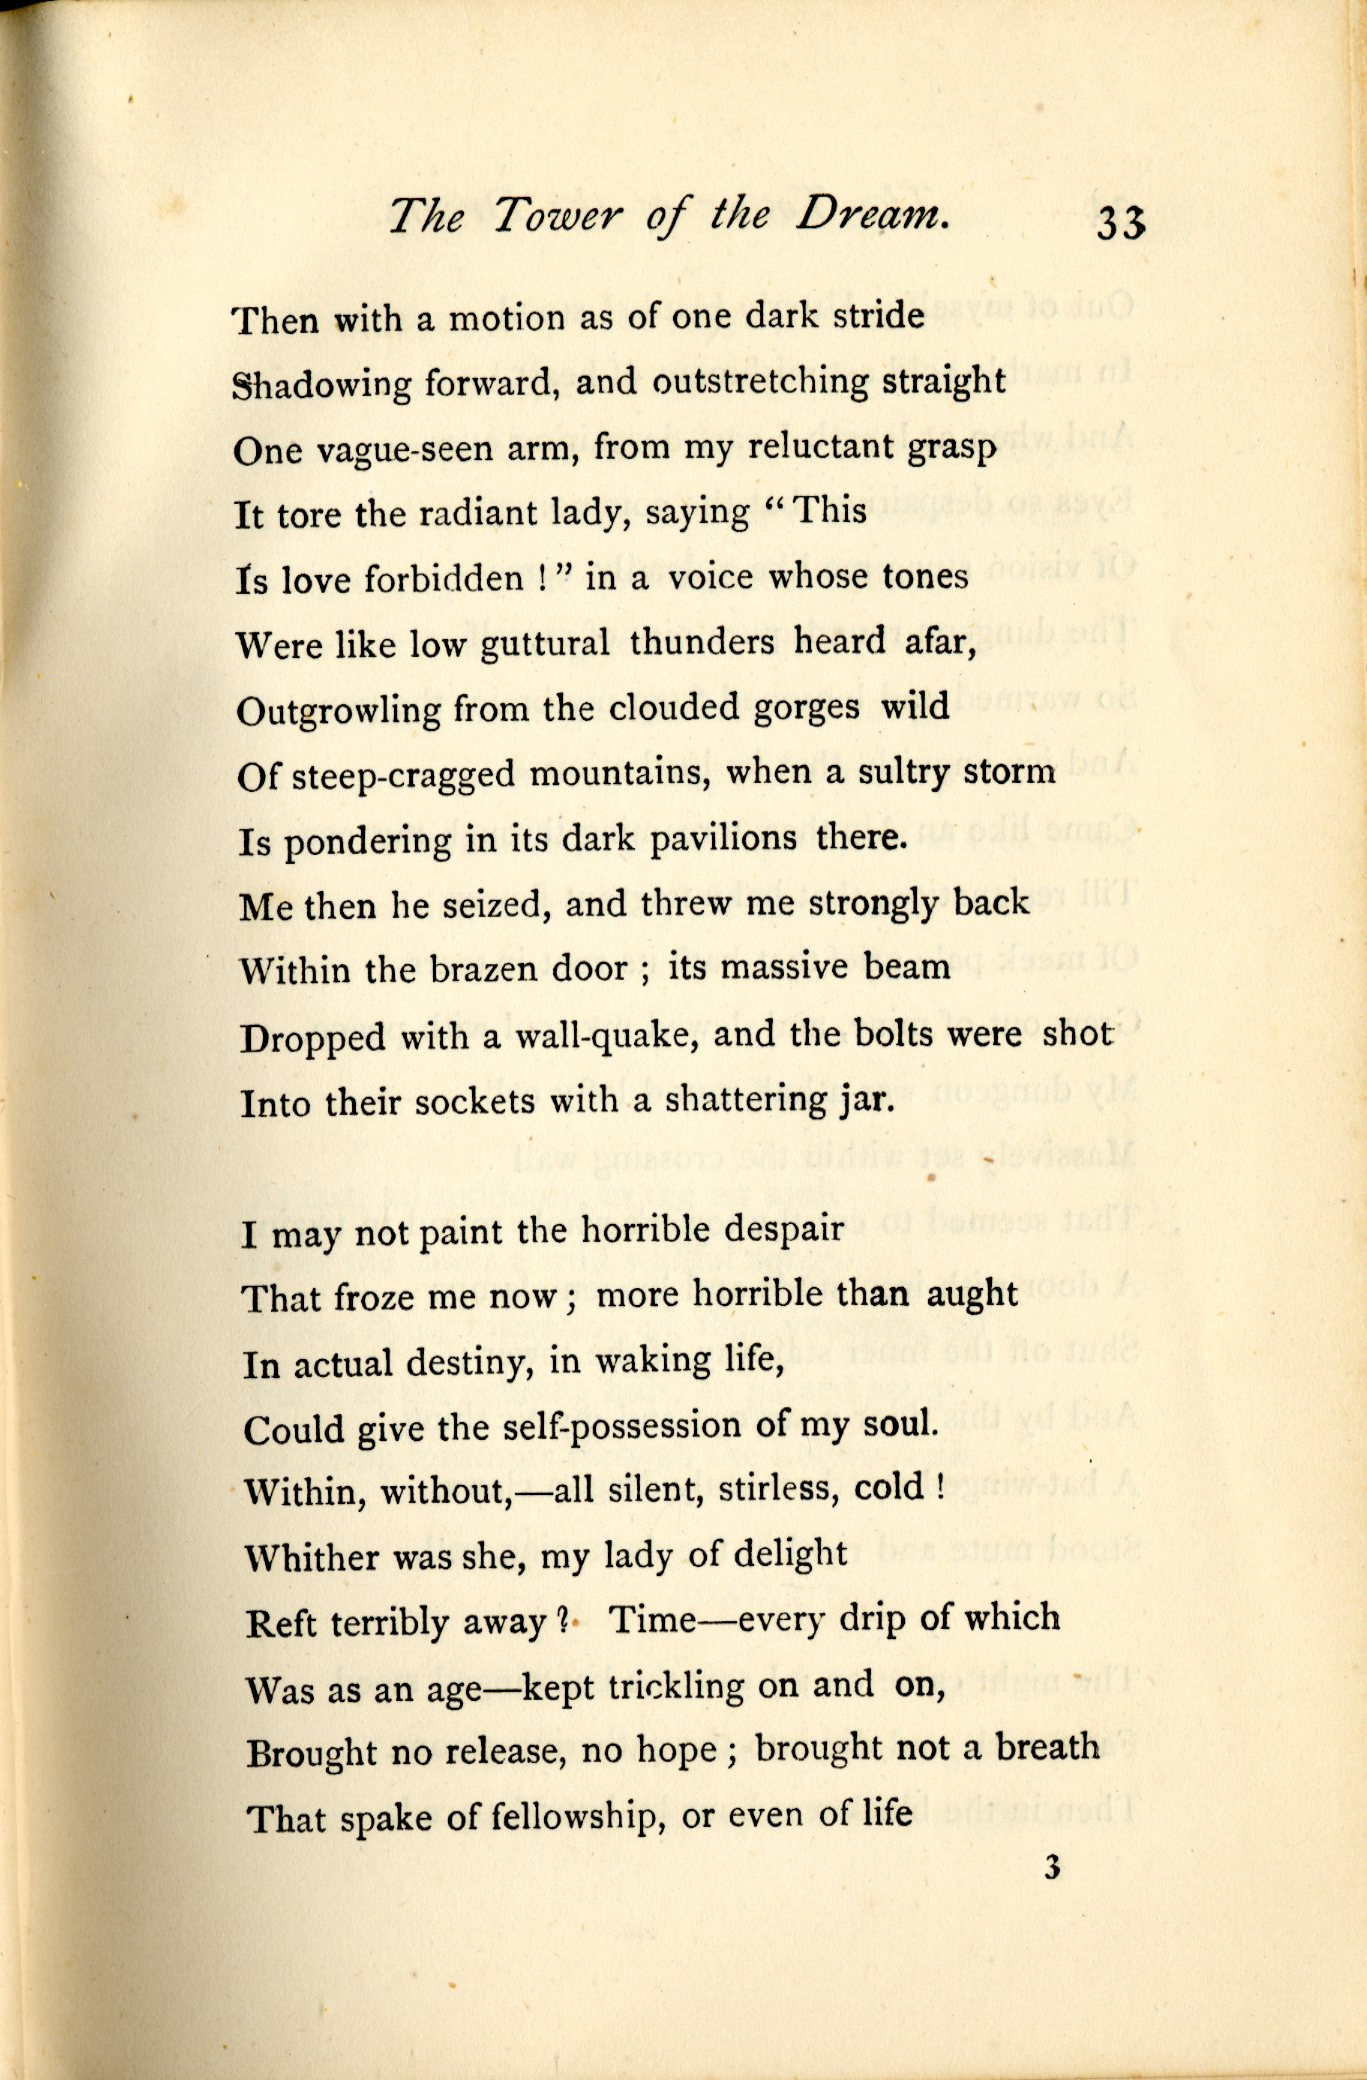 The Tower of the Dream. 33
Then with a motion as of one dark stride
Shadowing forward, and outstretching straight
One vague-seen arm, from my reluctant grasp
It tore the radiant lady, saying “This
Is love forbidden !” in a voice whose tones
Were like low guttural thunders heard afar,
Outgrowling from the clouded gorges wild
Of steep-cragged mountains, when a sultry storm
Is pondering in its dark pavilions there.
Me then he seized, and threw me strongly back
Within the brazen door ; its massive beam
Dropped with a wall-quake, and the bolts were shot
Into their sockets with a shattering jar.
I may not paint the horrible despair
That froze me now ; more horrible than aught
In actual destiny, in waking life,
Could give the self-possession of my soul.
Within, without,—all silent, stirless, cold !
Whither was she, my lady of delight
Reft terribly away ? Time—every drip of which
Was as an age—kept trickling on and on,
Brought no release, no hope ; brought not a breath
That spake of fellowship, or even of life
3